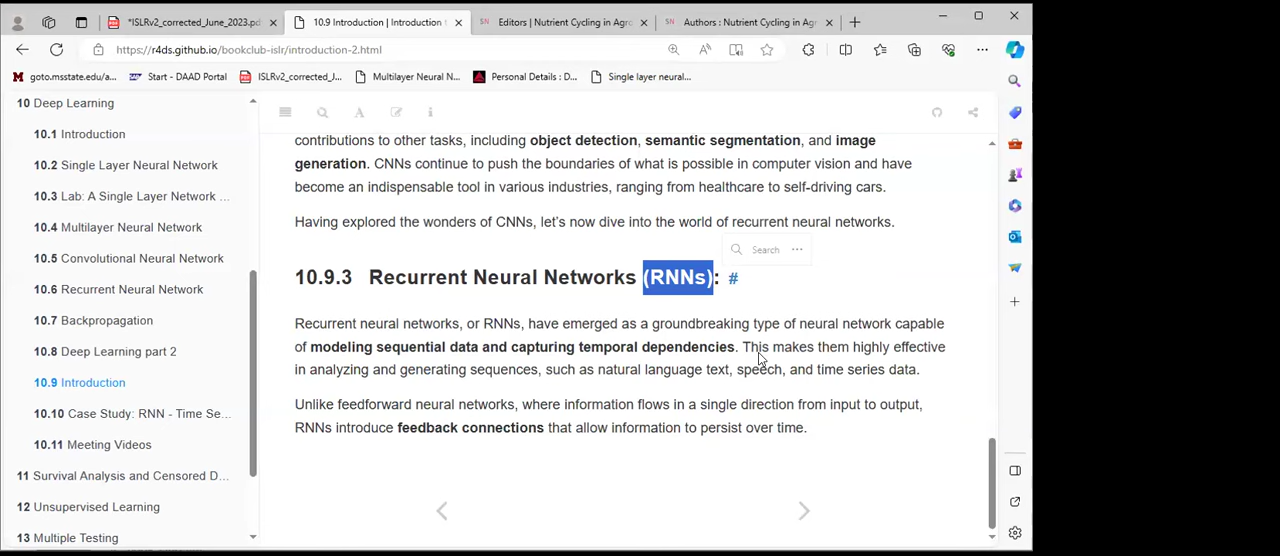 *ISLRv2_corrected_June_2023.pd
10.9 Introduction | Introduction t
SN Editors | Nutrient Cycling in Agro
SN Authors : Nutrient Cycling in Agr
https://r4ds.github.io/bookclub-islr/introduction-2.html
goto.msstate.edu/a...
Start - DAAD Portal
ISLRv2_corrected_J...
Multilayer Neural N...
Personal Details : D...
Single layer neural...
10 Deep Learning
10.1 Introduction
10.2 Single Layer Neural Network
10.3 Lab: A Single Layer Network ...
10.4 Multilayer Neural Network
10.5 Convolutional Neural Network
10.6 Recurrent Neural Network
10.7 Backpropagation
10.8 Deep Learning part 2
10.9 Introduction
10.10 Case Study: RNN - Time Se...
10.11 Meeting Videos
11 Survival Analysis and Censored D...
12 Unsupervised Learning
13 Multiple Testing
contributions to other tasks, including object detection, semantic segmentation, and image
generation. CNNs continue to push the boundaries of what is possible in computer vision and have
become an indispensable tool in various industries, ranging from healthcare to self-driving cars.
Having explored the wonders of CNNs, let's now dive into the world of recurrent neural networks.
Search ...
10.9.3 Recurrent Neural Networks (RNNs): #
Recurrent neural networks, or RNNs, have emerged as a groundbreaking type of neural network capable
of modeling sequential data and capturing temporal dependencies. This makes them highly effective
in analyzing and generating sequences, such as natural language text, speech, and time series data.
Unlike feedforward neural networks, where information flows in a single direction from input to output,
RNNs introduce feedback connections that allow information to persist over time.